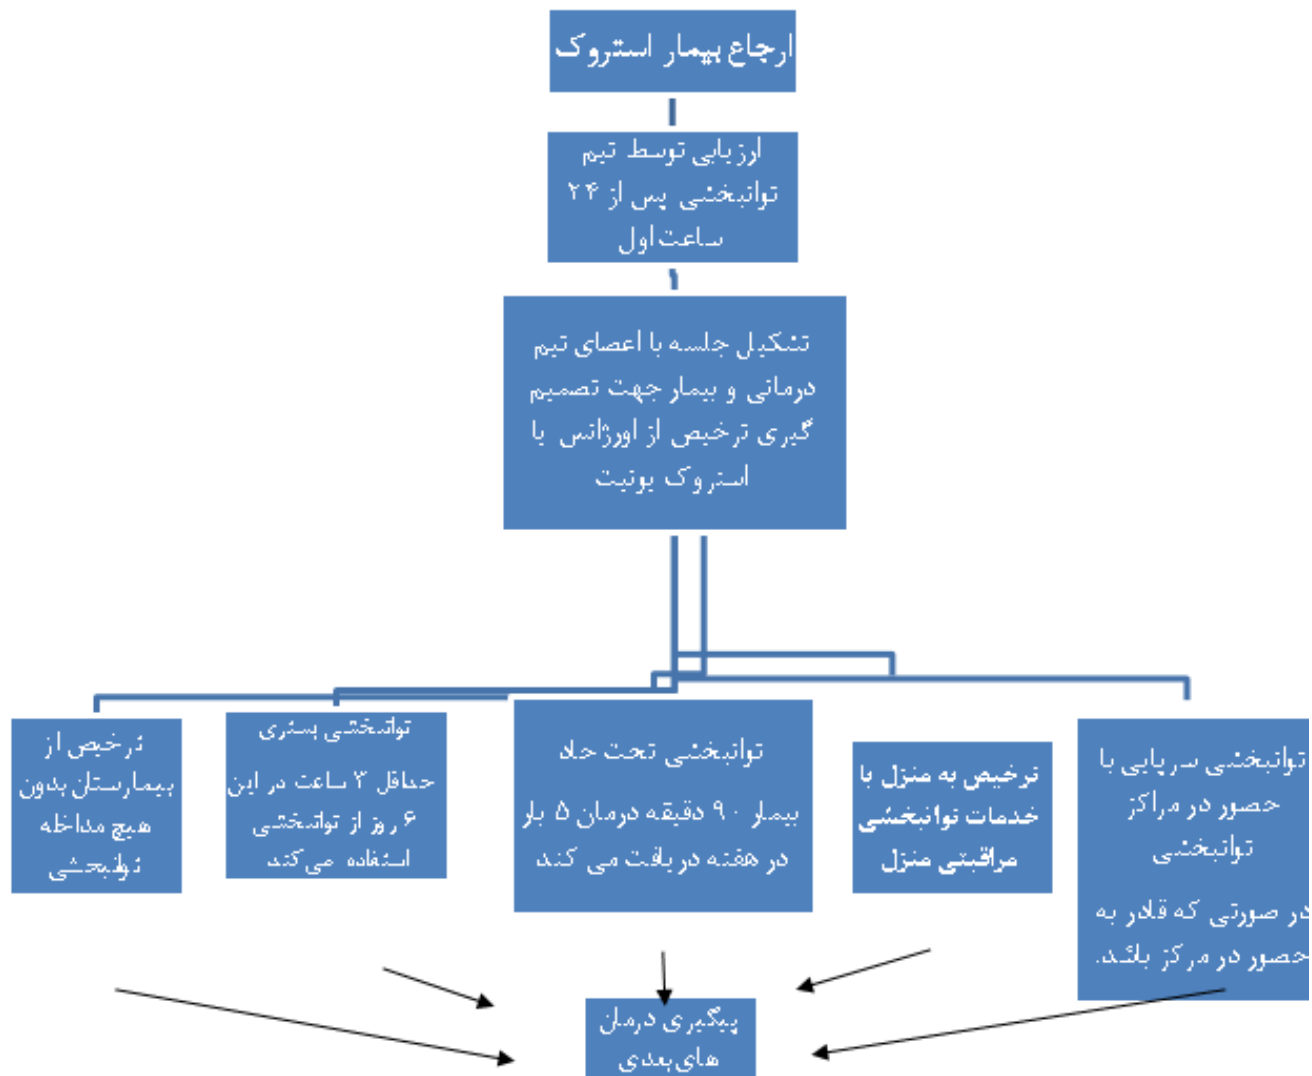 ارجاع بیمار استروک
ارزیابی توسط تیم
توانبخشی پس از ۲۴
ساعت اول
تشکیل جلسه با اعضای تیم
درمانی و بیمار جهت تصمیم
گیری ترخیص از اورژانس یا
استروک یونیت
توانبخشی سرپایی با
حضور در مراکز
توانبخشی
در صورتی که قادر به
حضور در مرکز باشد.
ترخیص به منزل با
خدمات توانبخشی
مراقبتی منزل
توانبخشی تحت حاد
بیمار ۹۰ دقیقه درمان ۵ بار
در هفته دریافت می کند
توانبخشی بستری
حداقل ۳ ساعت در این
۶ روز از توانبخشی
استفاده می‌کند
ترخیص از
بیمارستان بدون
هیچ مداخله
توانبخشی
پیگیری درمان
های بعدی